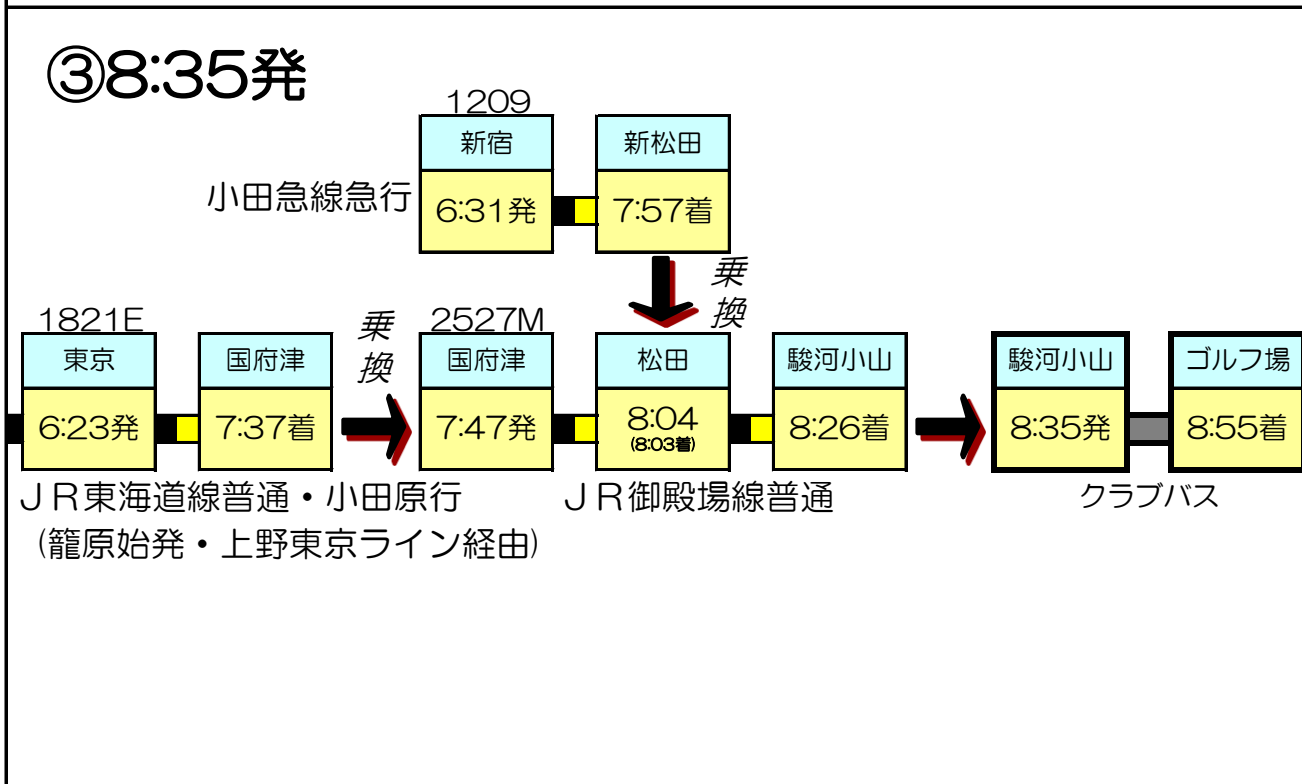 ③8:35発
1209
新宿
新松田
小田急線急行
6:31発
7:57着
乗換
1821E
東京
国府津
乗換
2527M
国府津
松田
駿河小山
駿河小山
ゴルフ場
6:23発
7:37着
7:47発
8:04
(8:03着)
8:26着
8:35発
8:55着
JR東海道線普通・小田原行
(籠原始発・上野東京ライン経由)
JR御殿場線普通
クラブバス